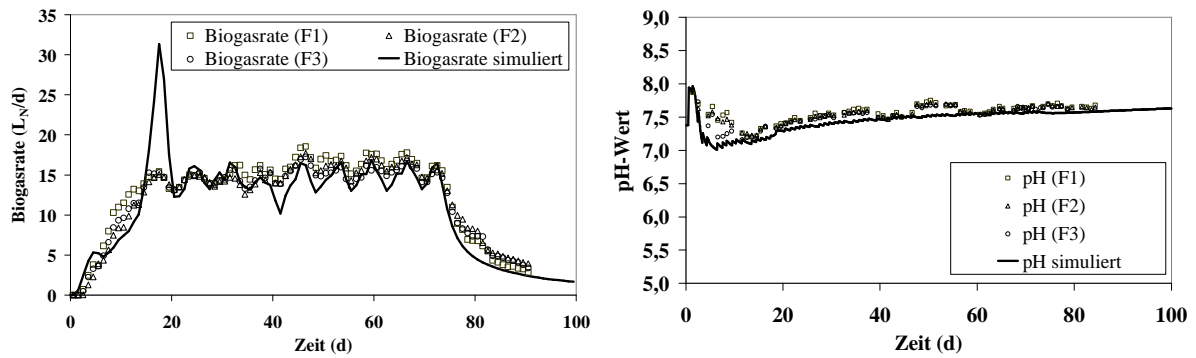 35
30
25
20
15
10
5
0
Biogasrate (L_N/d)
□ Biogasrate (F1) △ Biogasrate (F2)
○ Biogasrate (F3) Biogasrate simuliert
0 20 40 60 80 100
Zeit (d)
9,0
8,5
8,0
7,5
7,0
6,5
6,0
5,5
5,0
pH-Wert
□ pH (F1)
△ pH (F2)
○ pH (F3)
pH simuliert
0 20 40 60 80 100
Zeit (d)